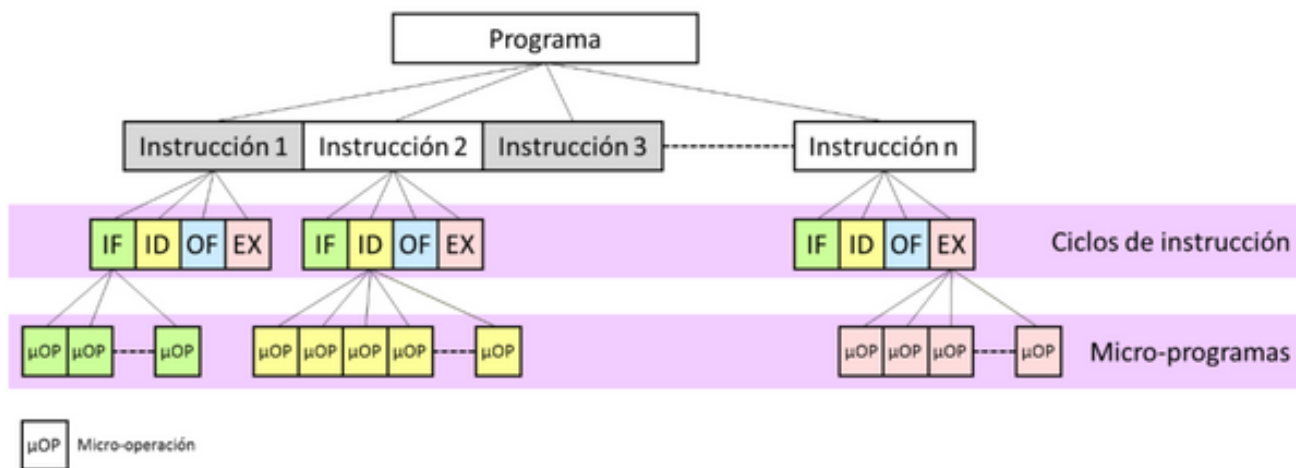 Programa
Instrucción 1 Instrucción 2 Instrucción 3 Instrucción n
IF ID OF EX IF ID OF EX IF ID OF EX Ciclos de instrucción
µOP µOP µOP µOP µOP µOP µOP µOP µOP µOP µOP µOP Micro-programas
µOP Micro-operación